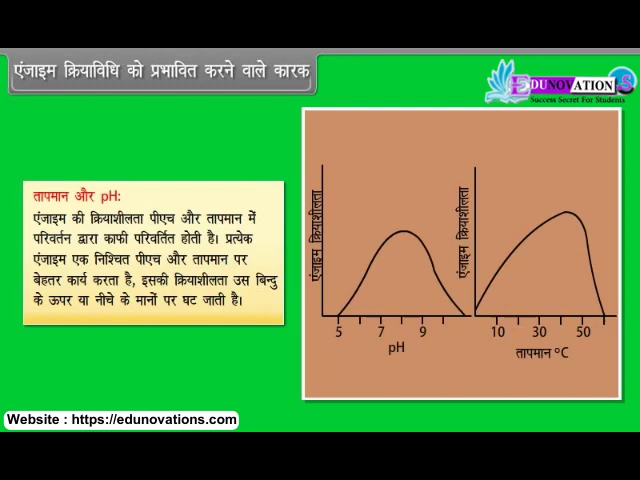 एंजाइम क्रियाविधि को प्रभावित करने वाले कारक
EDUNOVATIONS
Success Secret For Students
तापमान और pH:
एंजाइम की क्रियाशीलता पीएच और तापमान में
परिवर्तन द्वारा काफी परिवर्तित होती है। प्रत्येक
एंजाइम एक निश्चित पीएच और तापमान पर
बेहतर कार्य करता है, इसकी क्रियाशीलता उस बिन्दु
के ऊपर या नीचे के मानों पर घट जाती है।
एंजाइम क्रियाशीलता
5 7 9
pH
एंजाइम क्रियाशीलता
10 30 50
तापमान ºC
Website : https://edunovations.com